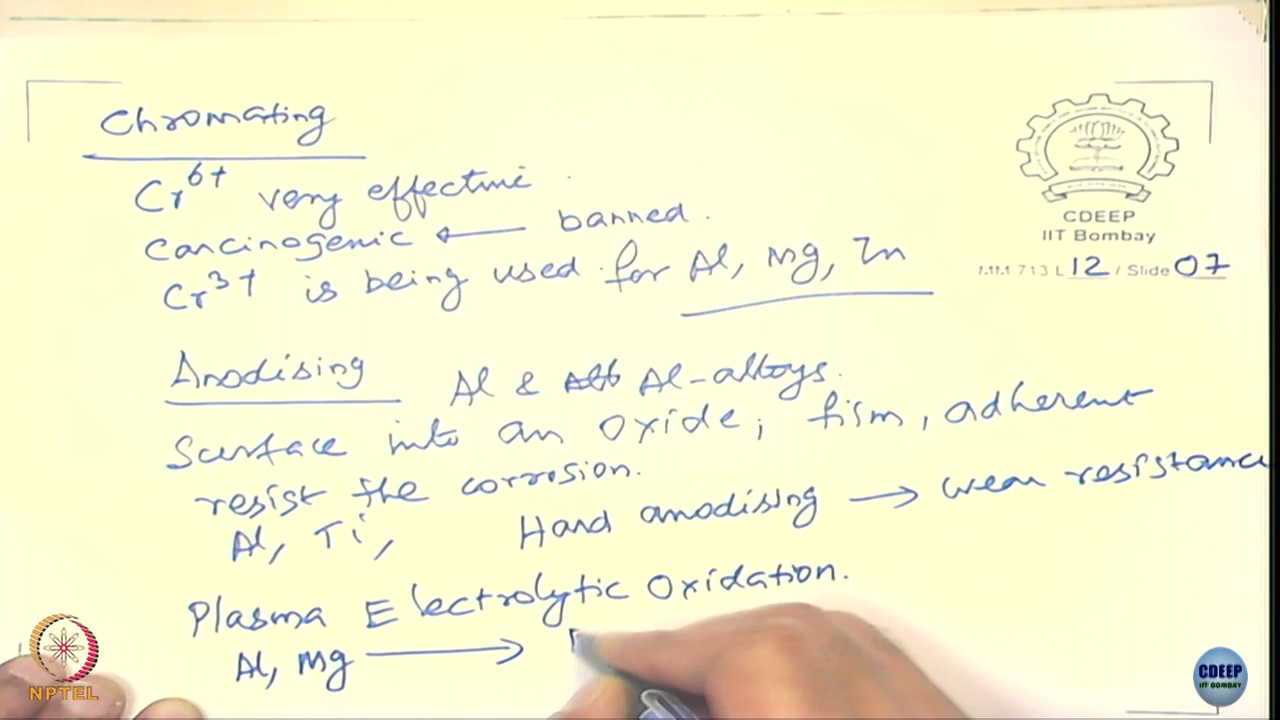 Chromating
Cr6+ very effective
Carcinogenic ← banned.
Cr3+ is being used for Al, Mg, Zn
Anodising Al & Al-alloys.
Surface into an oxide; film, adherent
resist the corrosion.
Al, Ti, Hard anodising → wear resistance
Plasma Electrolytic Oxidation.
Al, Mg →
CDEEP
IIT Bombay
MM 713 L 12 / Slide 07
NPTEL
CDEEP
IIT BOMBAY